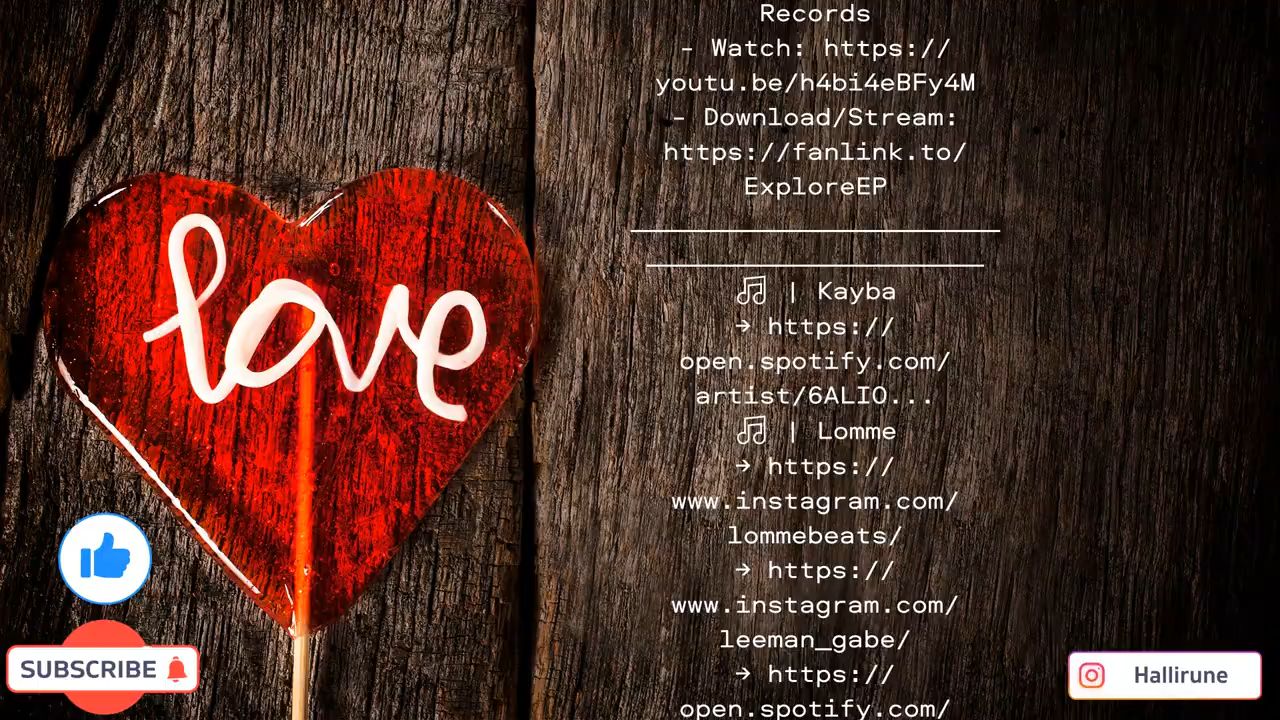 Records
- Watch: https://
youtu.be/h4bi4eBFy4M
- Download/Stream:
https://fanlink.to/
ExploreEP
| Kayba
→ https://
open.spotify.com/
artist/6ALIO...
| Lomme
→ https://
www.instagram.com/
lommebeats/
→ https://
www.instagram.com/
leeman_gabe/
→ https://
open.spotify.com/
love
SUBSCRIBE
Hallirune